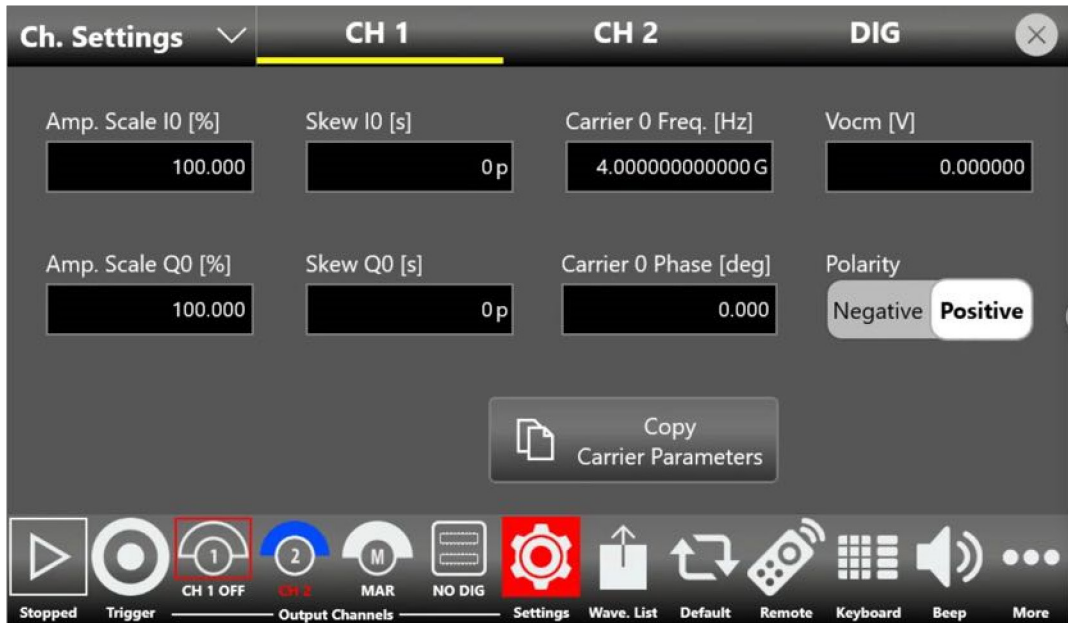 Ch. Settings CH 1 CH 2 DIG
Amp. Scale I0 [%] Skew I0 [s] Carrier 0 Freq. [Hz] Vocm [V]
100.000 0 p 4.000000000000 G 0.000000
Amp. Scale Q0 [%] Skew Q0 [s] Carrier 0 Phase [deg] Polarity
100.000 0 p 0.000 Negative Positive
Copy
Carrier Parameters
1 2 M
CH 1 OFF CH 2 MAR NO DIG
Stopped Trigger Output Channels Settings Wave. List Default Remote Keyboard Beep More